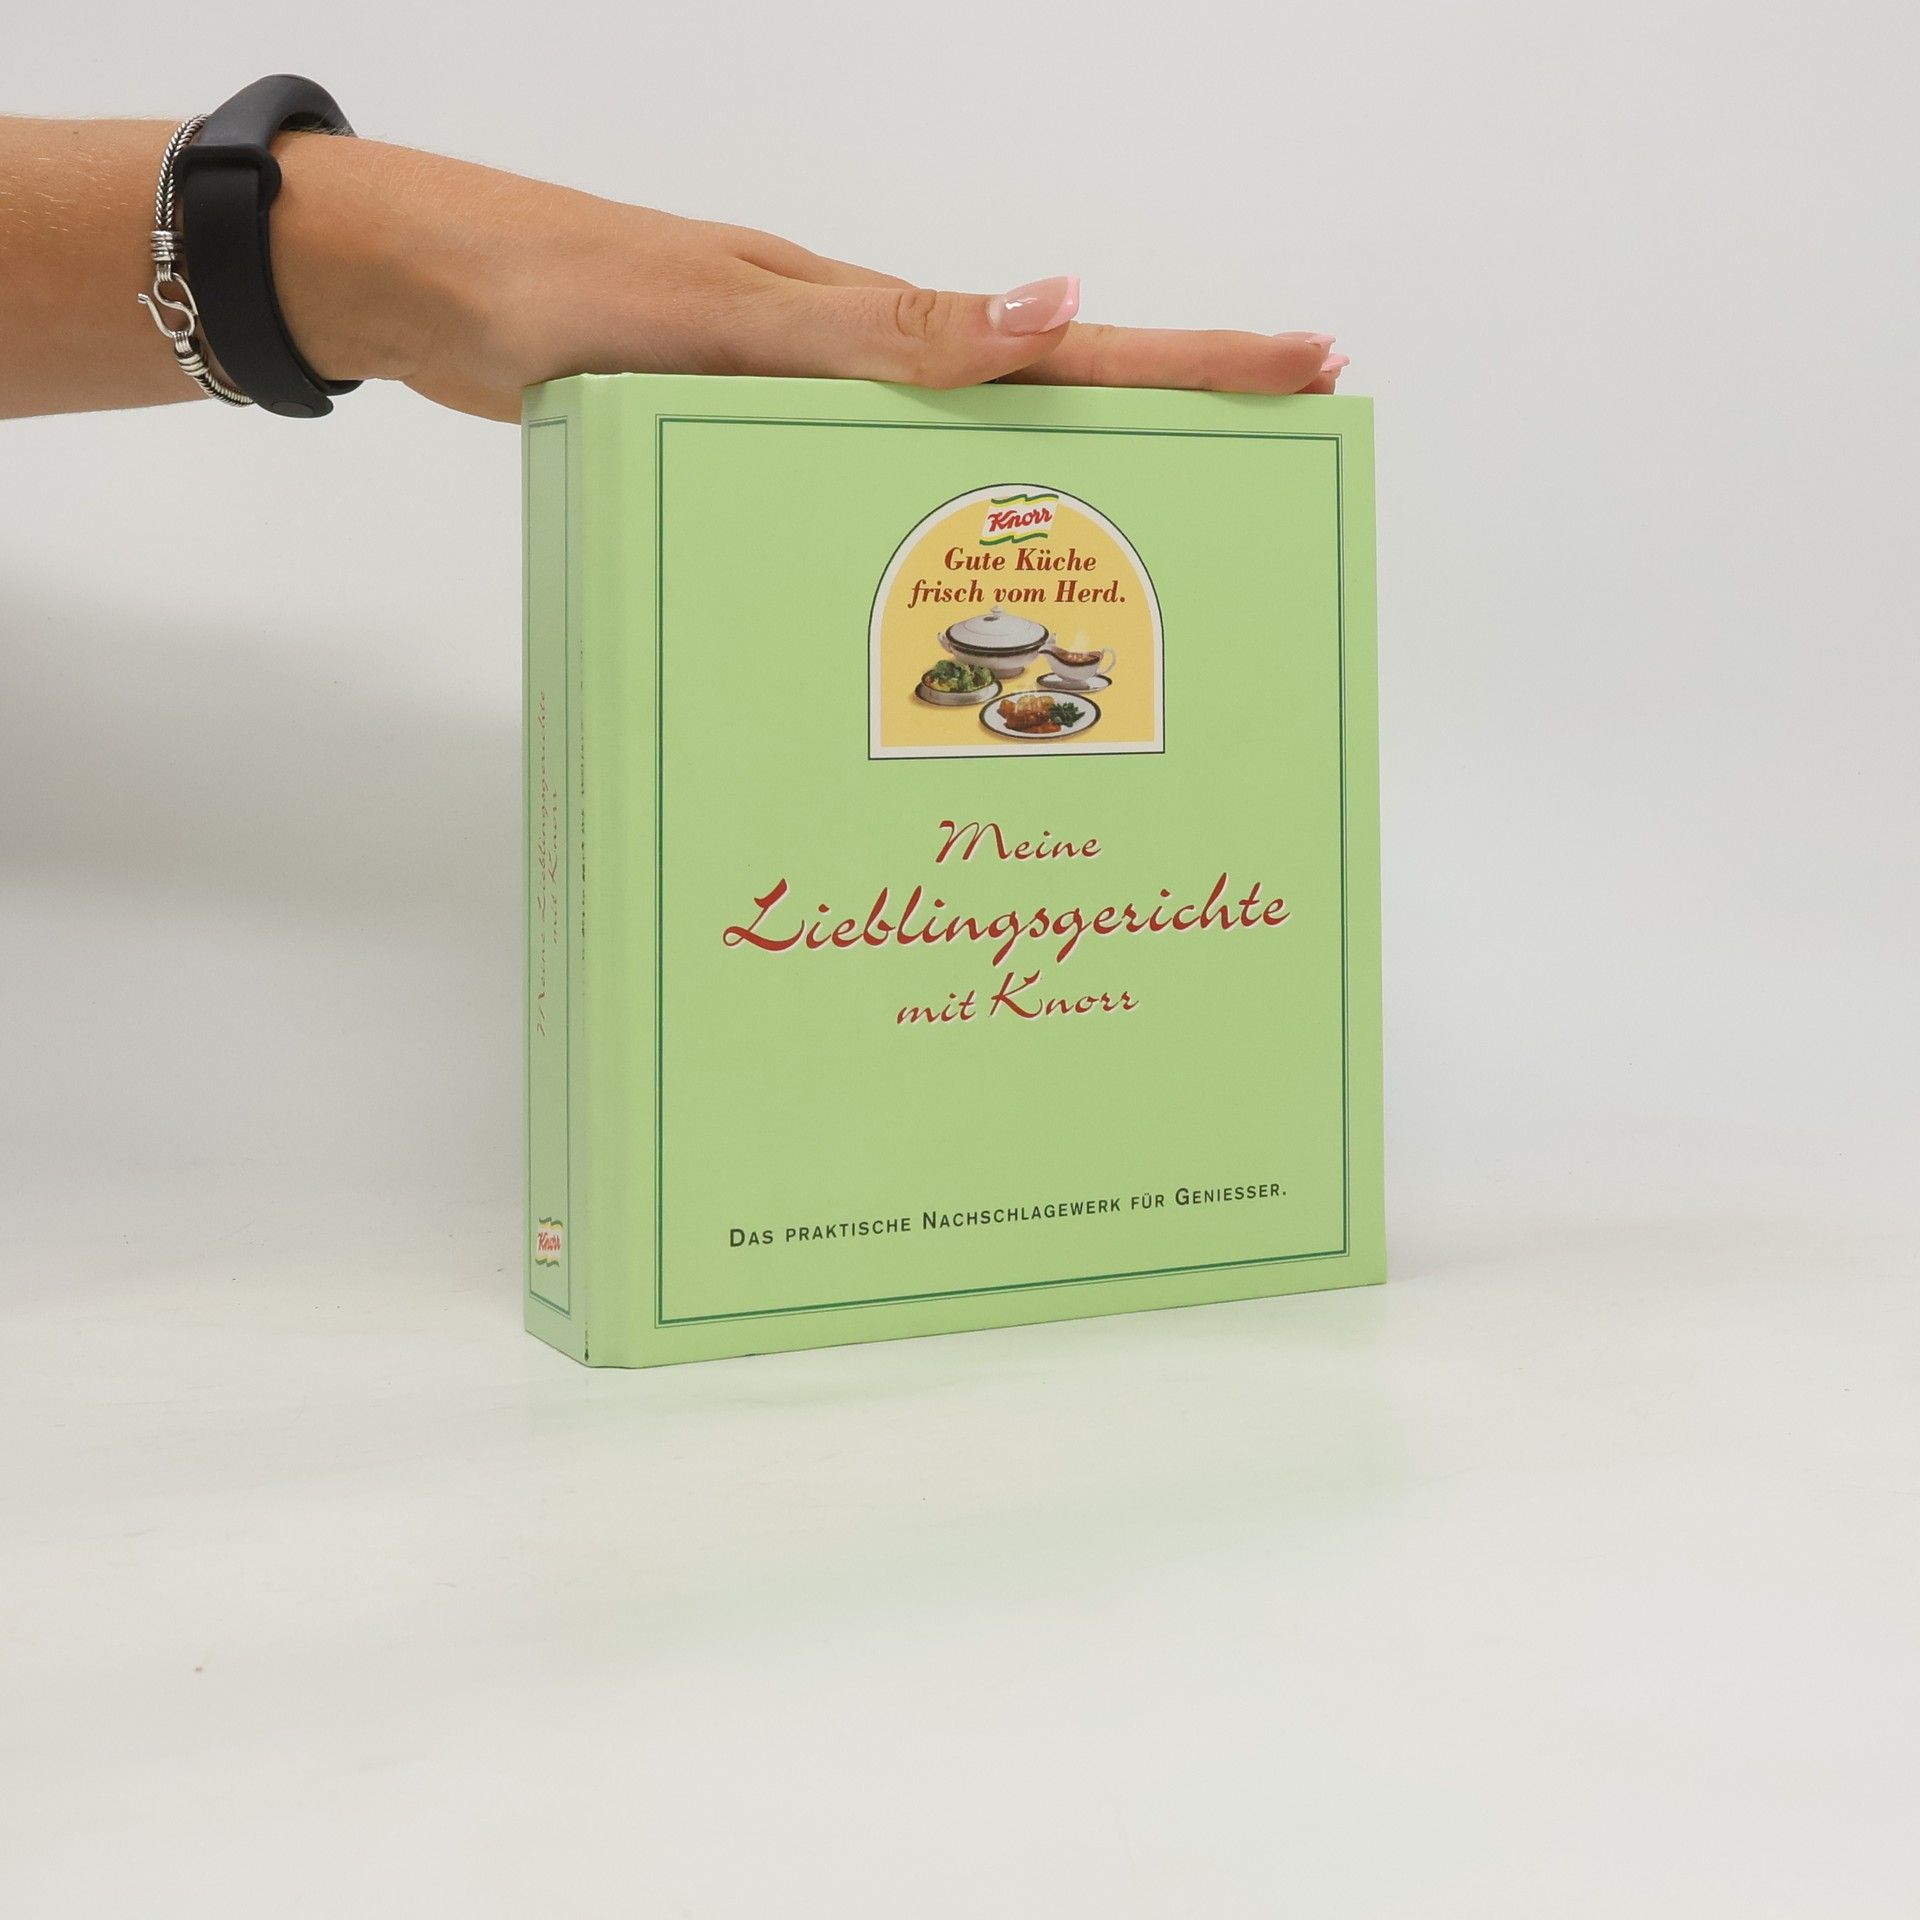 Knorr
Gute Küche
frisch vom Herd.
Meine
Lieblingsgerichte
mit Knorr
DAS PRAKTISCHE NACHSCHLAGEWERK FÜR GENIESSER.
Meine Lieblingsgerichte
mit Knorr
Knorr